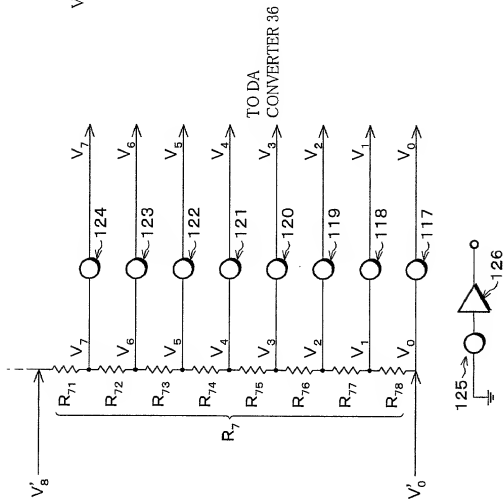 V'8
R71
R72
R73
R74
R75
R76
R77
R78
R7
V'0
V7
V6
V5
V4
V3
V2
V1
V0
124
123
122
121
120
119
118
117
V7
V6
V5
V4
V3
V2
V1
V0
TO DA
CONVERTER 36
125
126
V